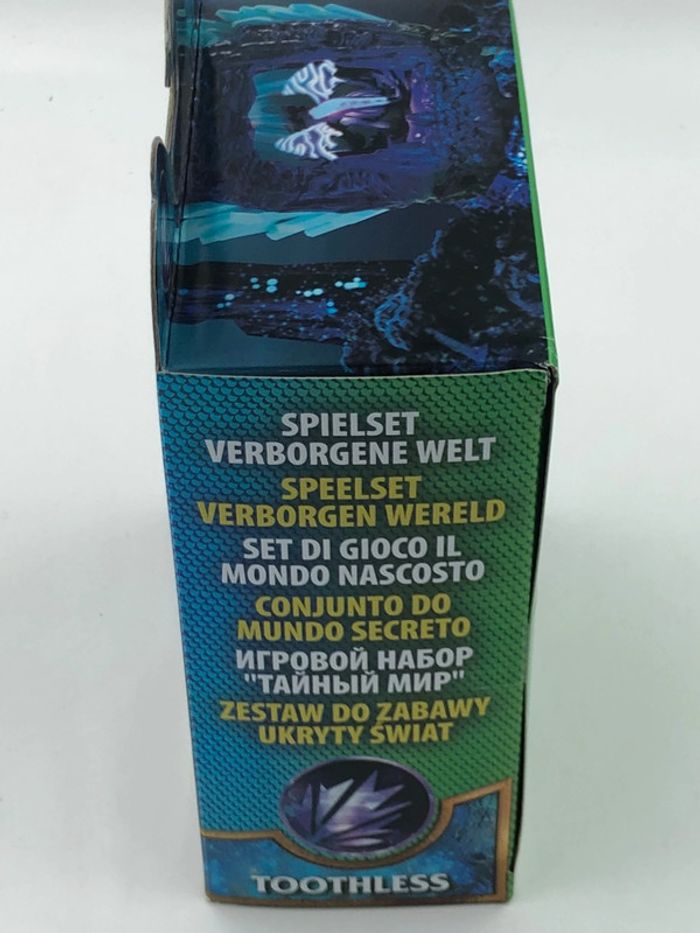 SPIELSET
VERBORGENE WELT
SPEELSET
VERBORGEN WERELD
SET DI GIOCO IL
MONDO NASCOSTO
CONJUNTO DO
MUNDO SECRETO
ИГРОВОЙ НАБОР
"ТАЙНЫЙ МИР"
ZESTAW DO ZABAWY
UKRYTY ŚWIAT
TOOTHLESS